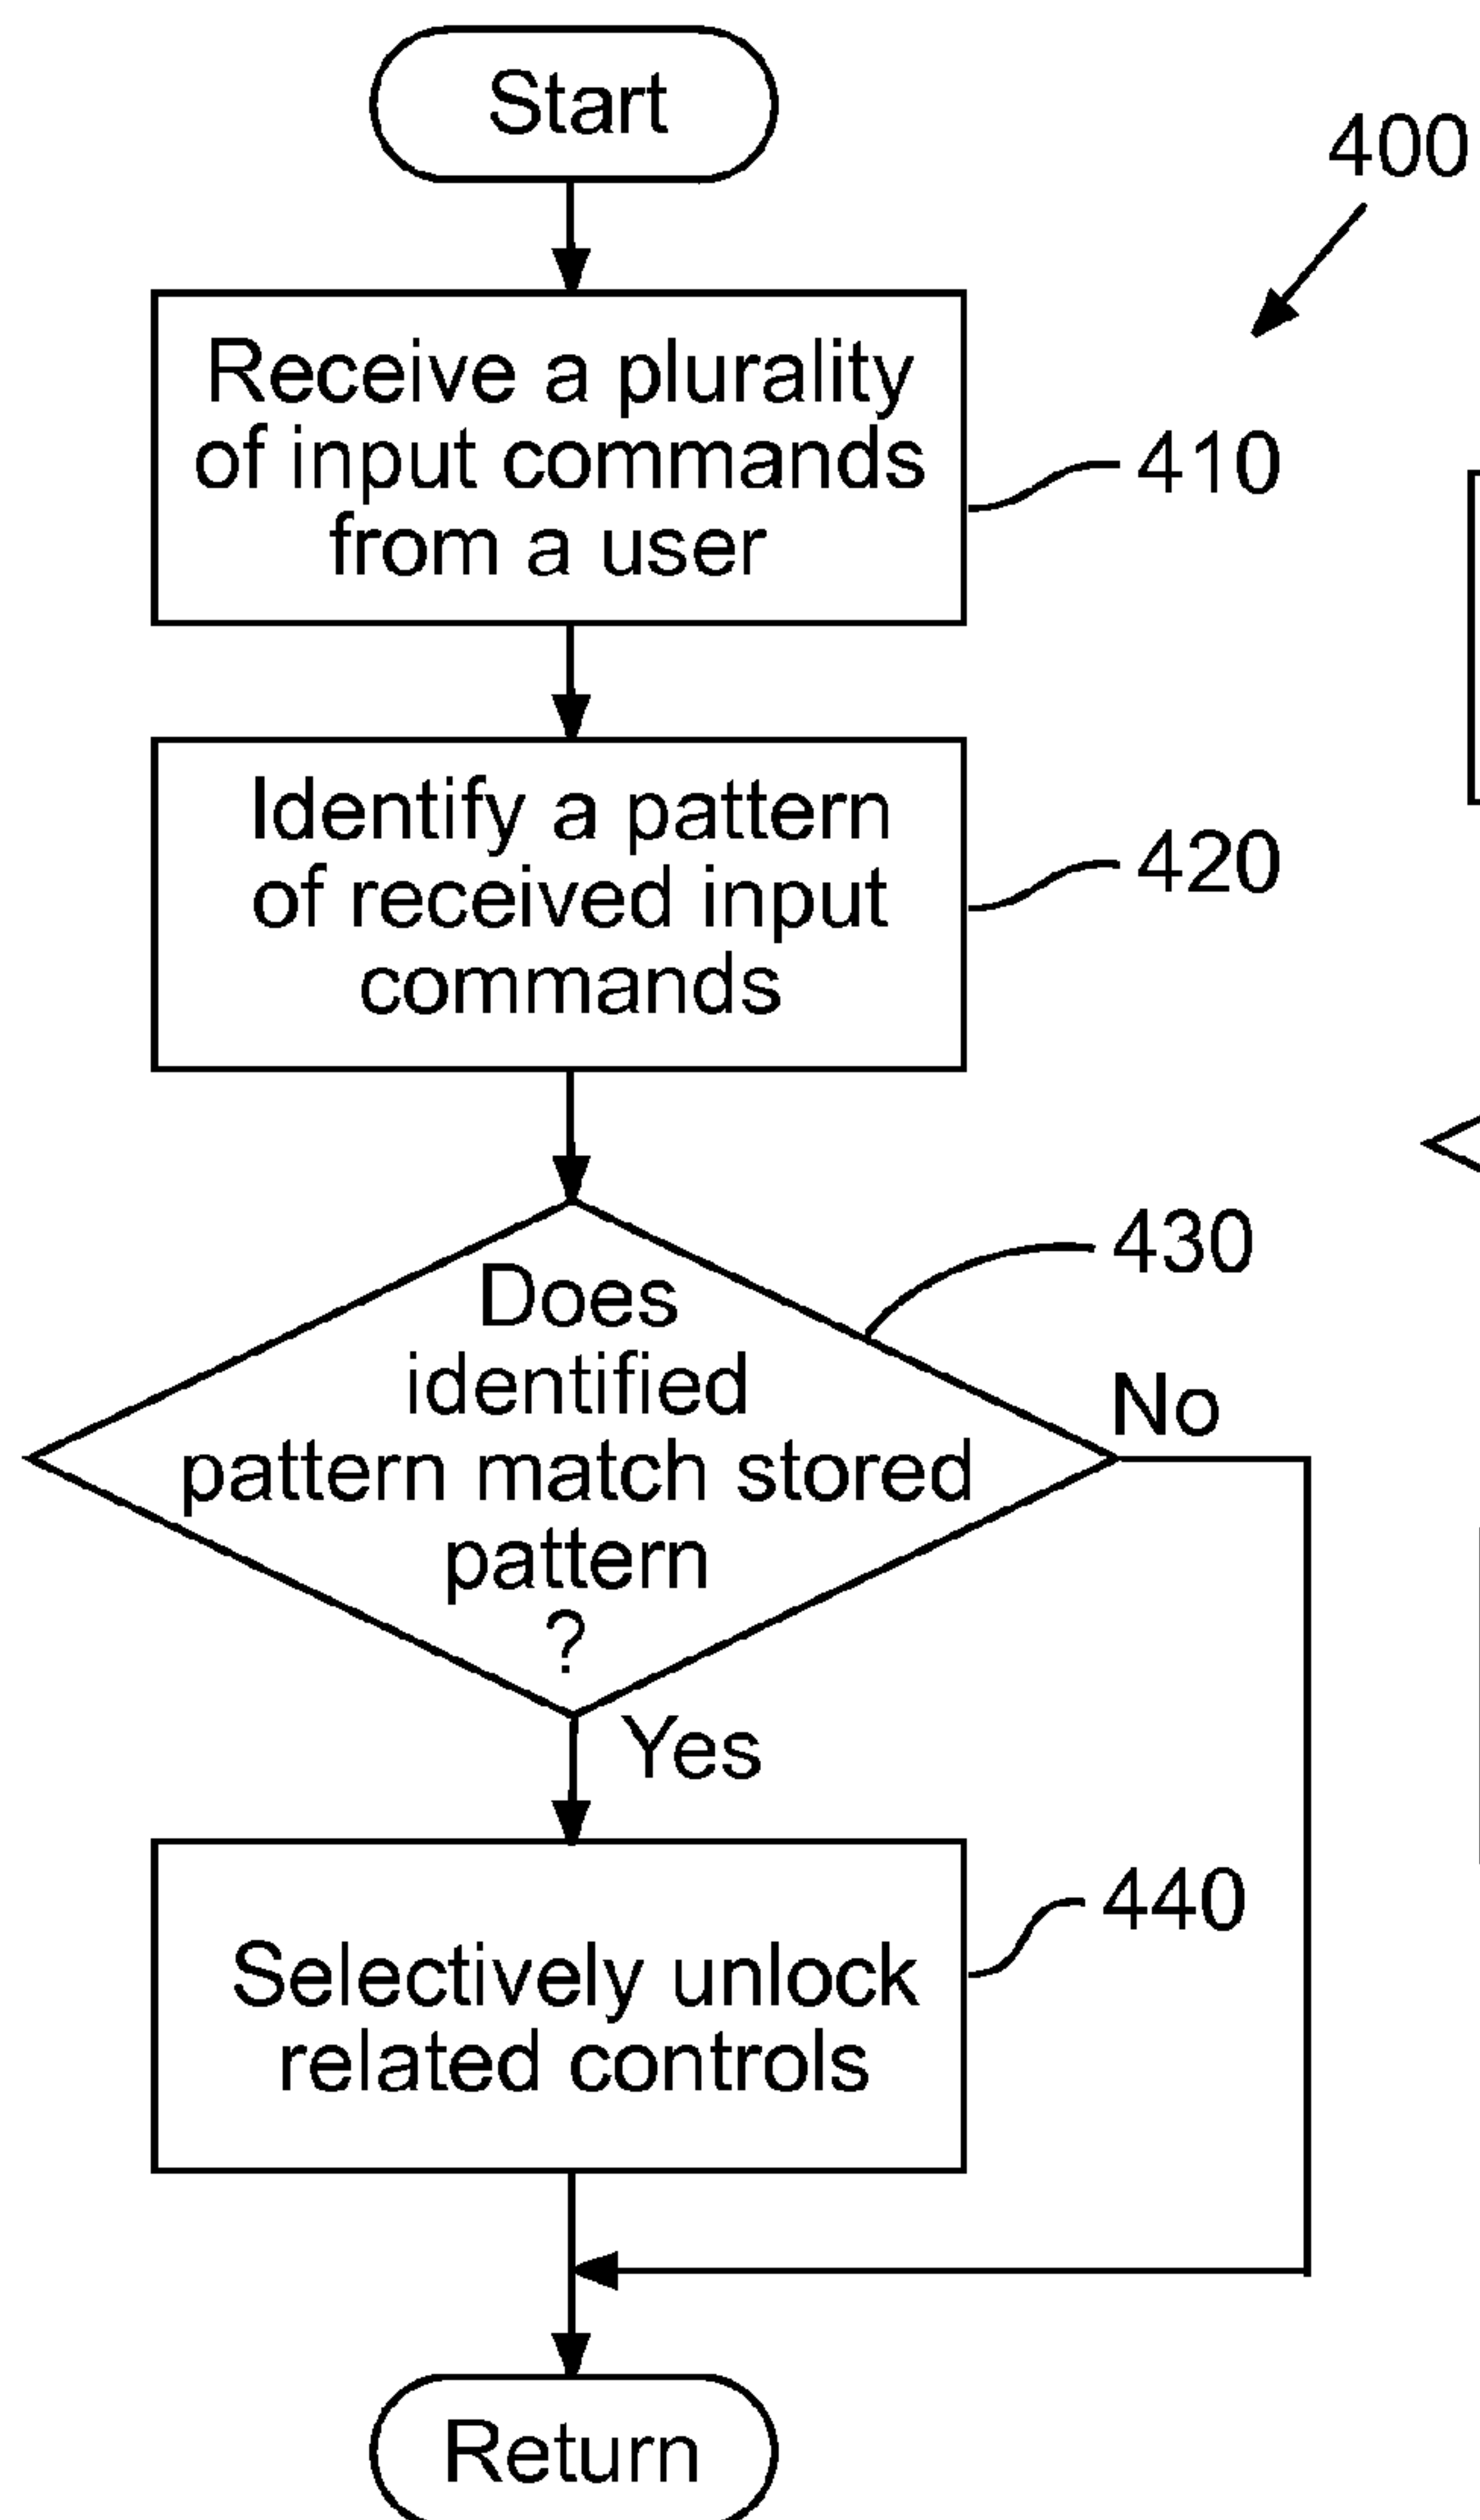 Start
400
Receive a plurality
of input commands
from a user
410
Identify a pattern
of received input
commands
420
430
Does
identified
pattern match stored
pattern
?
No
Yes
440
Selectively unlock
related controls
Return